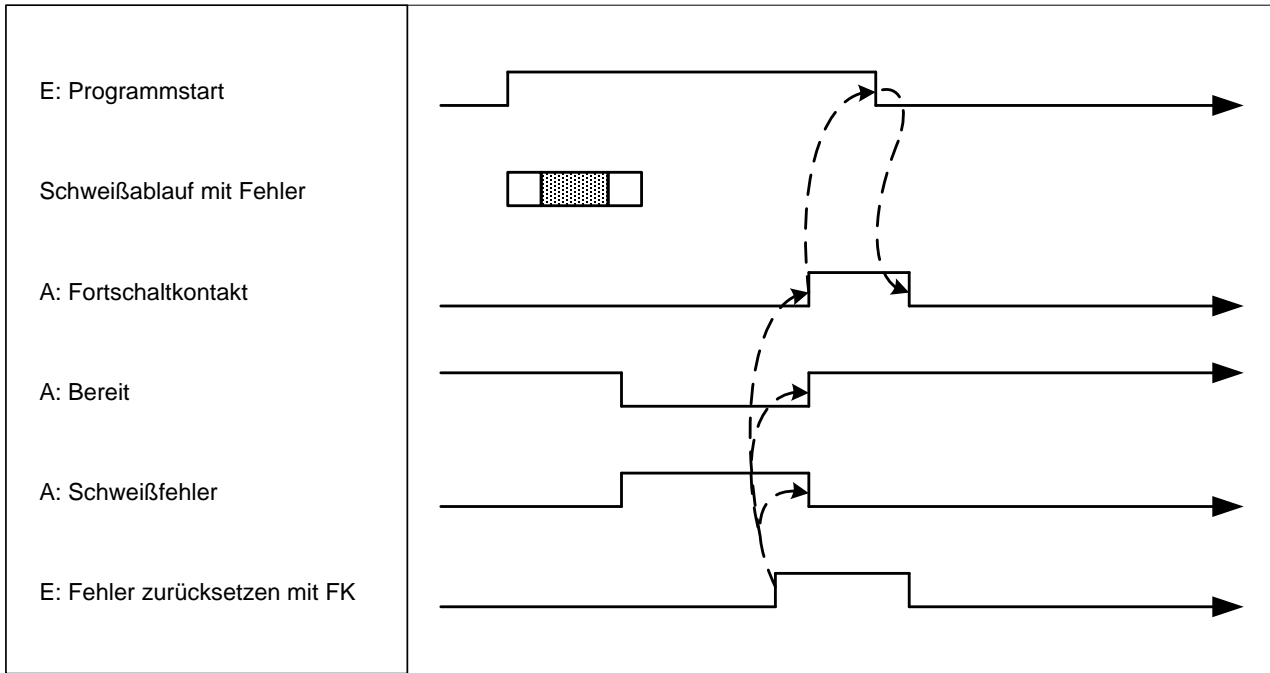 E: Programmstart
Schweißablauf mit Fehler
A: Fortschaltkontakt
A: Bereit
A: Schweißfehler
E: Fehler zurücksetzen mit FK